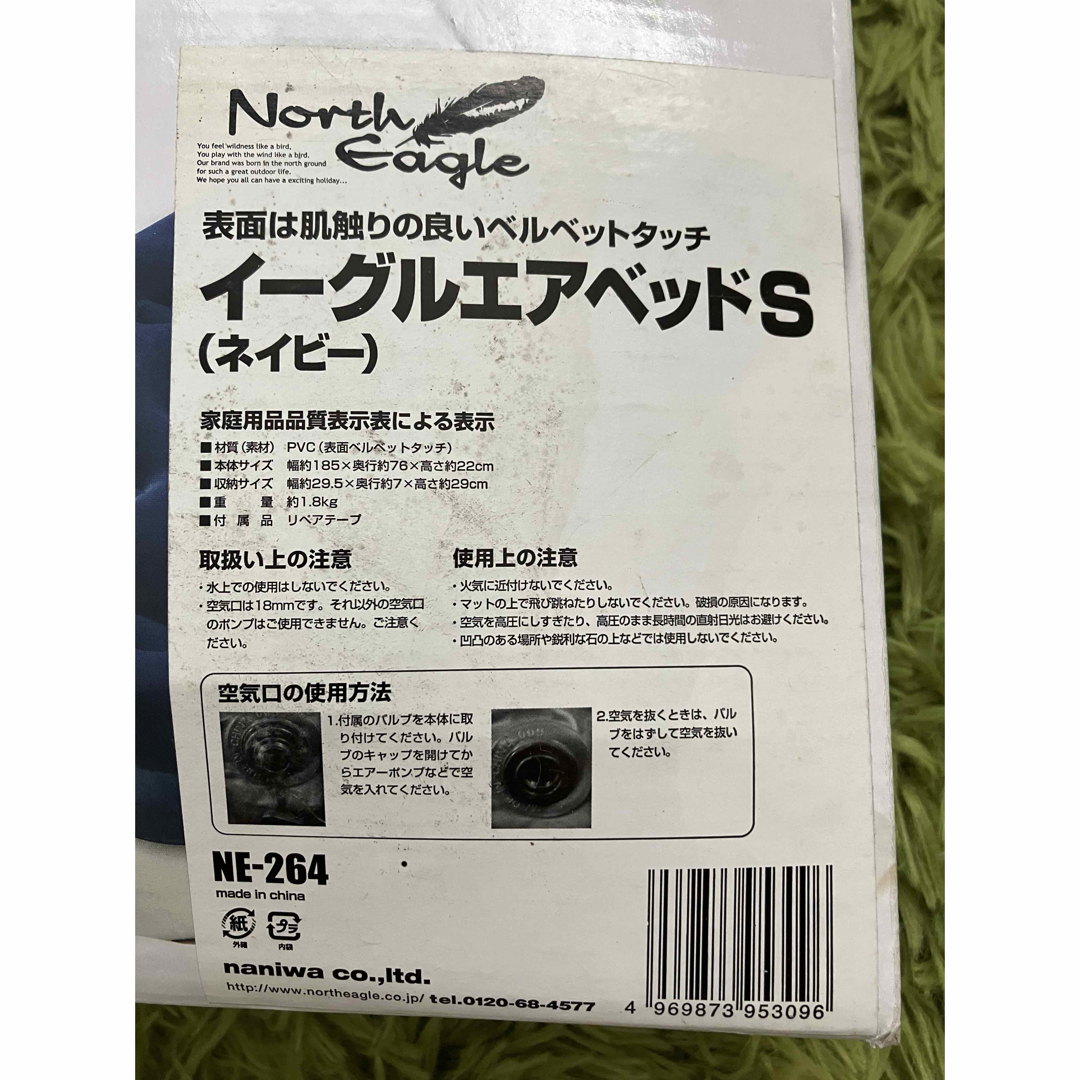 North Eagle
You feel wildness like a bird,
You play with the wind like a bird.
Our brand was born in the north ground
for such a great outdoor life.
We hope you all can have a exciting holiday...
表面は肌触りの良いベルベットタッチ
イーグルエアベッドS
(ネイビー)
家庭用品品質表示表による表示
■材質(素材) PVC(表面ベルベットタッチ)
■本体サイズ 幅約185×奥行約76×高さ約22cm
■収納サイズ 幅約29.5×奥行約7×高さ約29cm
■重 量 約1.8kg
■付属品 リペアテープ
取扱い上の注意
・水上での使用はしないでください。
・空気口は18mmです。それ以外の空気口
のポンプはご使用できません。ご注意く
ださい。
使用上の注意
・火気に近付けないでください。
・マットの上で飛び跳ねたりしないでください。破損の原因になります。
・空気を高圧にしすぎたり、高圧のまま長時間の直射日光はお避けください。
・凹凸のある場所や鋭利な石の上などでは使用しないでください。
空気口の使用方法
1.付属のバルブを本体に取
り付けてください。バル
ブのキャップを開けてか
らエアーポンプなどで空
気を入れてください。
2.空気を抜くときは、バル
ブをはずして空気を抜い
てください。
NE-264
made in china
紙
外箱
プラ
内袋
naniwa co.,ltd.
http://www.northeagle.co.jp/ tel.0120-68-4577
4 969873 953096